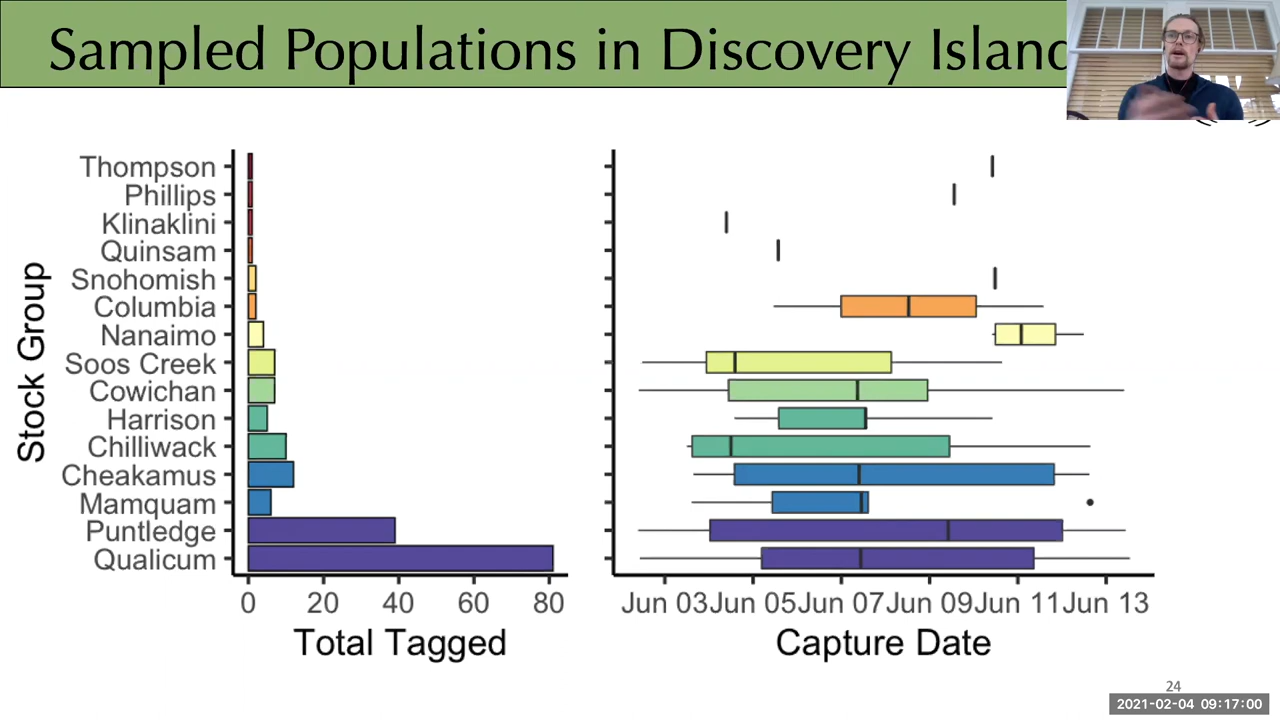 Sampled Populations in Discovery Island
Stock Group
Thompson
Phillips
Klinaklini
Quinsam
Snohomish
Columbia
Nanaimo
Soos Creek
Cowichan
Harrison
Chilliwack
Cheakamus
Mamquam
Puntledge
Qualicum
0 20 40 60 80
Total Tagged
Jun 03 Jun 05 Jun 07 Jun 09 Jun 11 Jun 13
Capture Date
24
2021-02-04 09:17:00